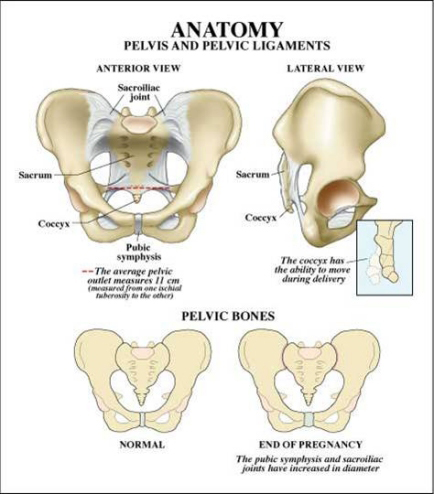 ANATOMY
PELVIS AND PELVIC LIGAMENTS
ANTERIOR VIEW
Sacroiliac
joint
Sacrum
Coccyx
Pubic
symphysis
--The average pelvic
outlet measures 11 cm
(measured from one ischial
tuberosity to the other)
LATERAL VIEW
Sacrum
Coccyx
The coccyx has
the ability to move
during delivery
PELVIC BONES
NORMAL
END OF PREGNANCY
The pubic symphysis and sacroiliac
joints have increased in diameter